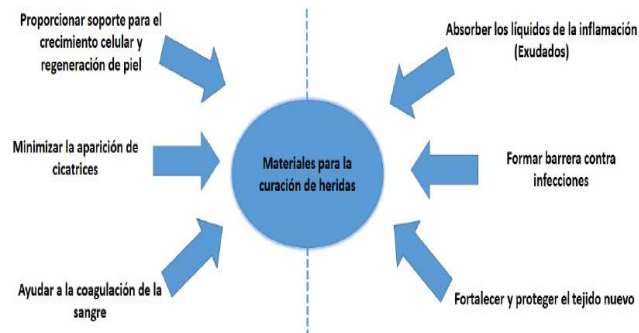 Proporcionar soporte para el
crecimiento celular y
regeneración de piel
Minimizar la aparición de
cicatrices
Ayudar a la coagulación de la
sangre
Materiales para la
curación de heridas
Absorber los líquidos de la inflamación
(Exudados)
Formar barrera contra
infecciones
Fortalecer y proteger el tejido nuevo